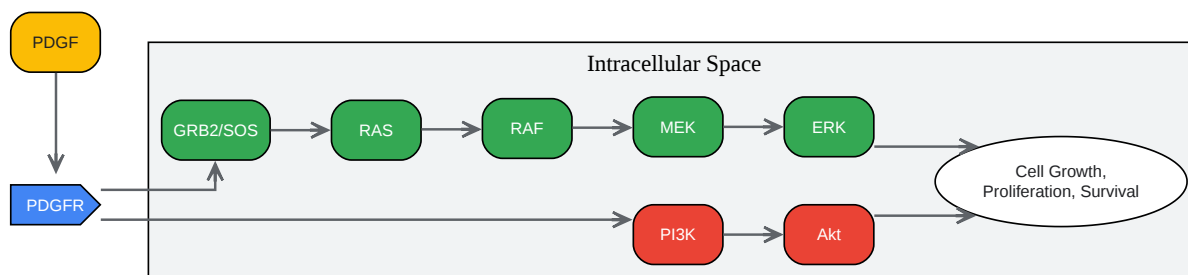 PDGF
Intracellular Space
GRB2/SOS
RAS
RAF
MEK
ERK
PDGFR
Cell Growth,
Proliferation, Survival
PI3K
Akt